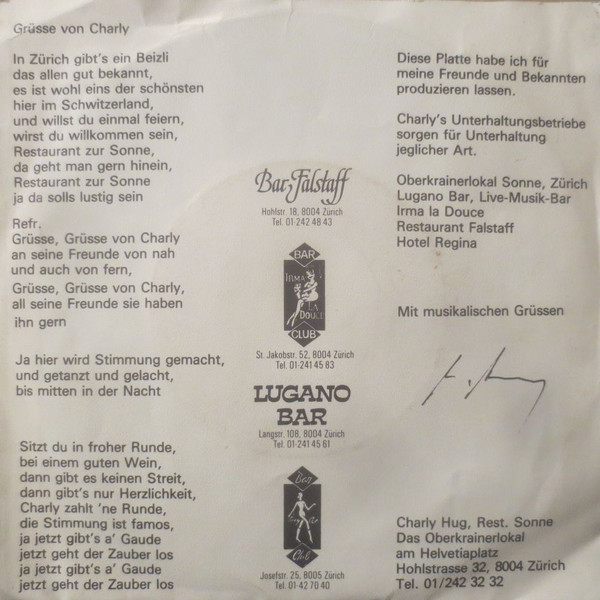 Grüsse von Charly
In Zürich gibt's ein Beizli
das allen gut bekannt,
es ist wohl eins der schönsten
hier im Schwitzerland,
und willst du einmal feiern,
wirst du willkommen sein,
Restaurant zur Sonne,
da geht man gern hinein,
Restaurant zur Sonne
ja da solls lustig sein
Refr.
Grüsse, Grüsse von Charly
an seine Freunde von nah
und auch von fern,
Grüsse, Grüsse von Charly,
all seine Freunde sie haben
ihn gern
Ja hier wird Stimmung gemacht,
und getanzt und gelacht,
bis mitten in der Nacht
Sitzt du in froher Runde,
bei einem guten Wein,
dann gibt es keinen Streit,
dann gibt's nur Herzlichkeit,
Charly zahlt 'ne Runde,
die Stimmung ist famos,
ja jetzt gibt's a' Gaude
jetzt geht der Zauber los
ja jetzt gibt's a' Gaude
jetzt geht der Zauber los
Bar Falstaff
Hohlstr. 18, 8004 Zürich
Tel. 01·242 48 43
BAR
IRMA
LA
DOUCE
CLUB
St. Jakobstr. 52, 8004 Zürich
Tel. 01·241 45 83
LUGANO
BAR
Langstr. 108, 8004 Zürich
Tel. 01·241 45 61
Bar
Club
Josefstr. 25, 8005 Zürich
Tel. 01·42 70 40
Diese Platte habe ich für
meine Freunde und Bekannten
produzieren lassen.
Charly's Unterhaltungsbetriebe
sorgen für Unterhaltung
jeglicher Art.
Oberkrainerlokal Sonne, Zürich
Lugano Bar, Live-Musik-Bar
Irma la Douce
Restaurant Falstaff
Hotel Regina
Mit musikalischen Grüssen
Charly Hug, Rest. Sonne
Das Oberkrainerlokal
am Helvetiaplatz
Hohlstrasse 32, 8004 Zürich
Tel. 01/242 32 32